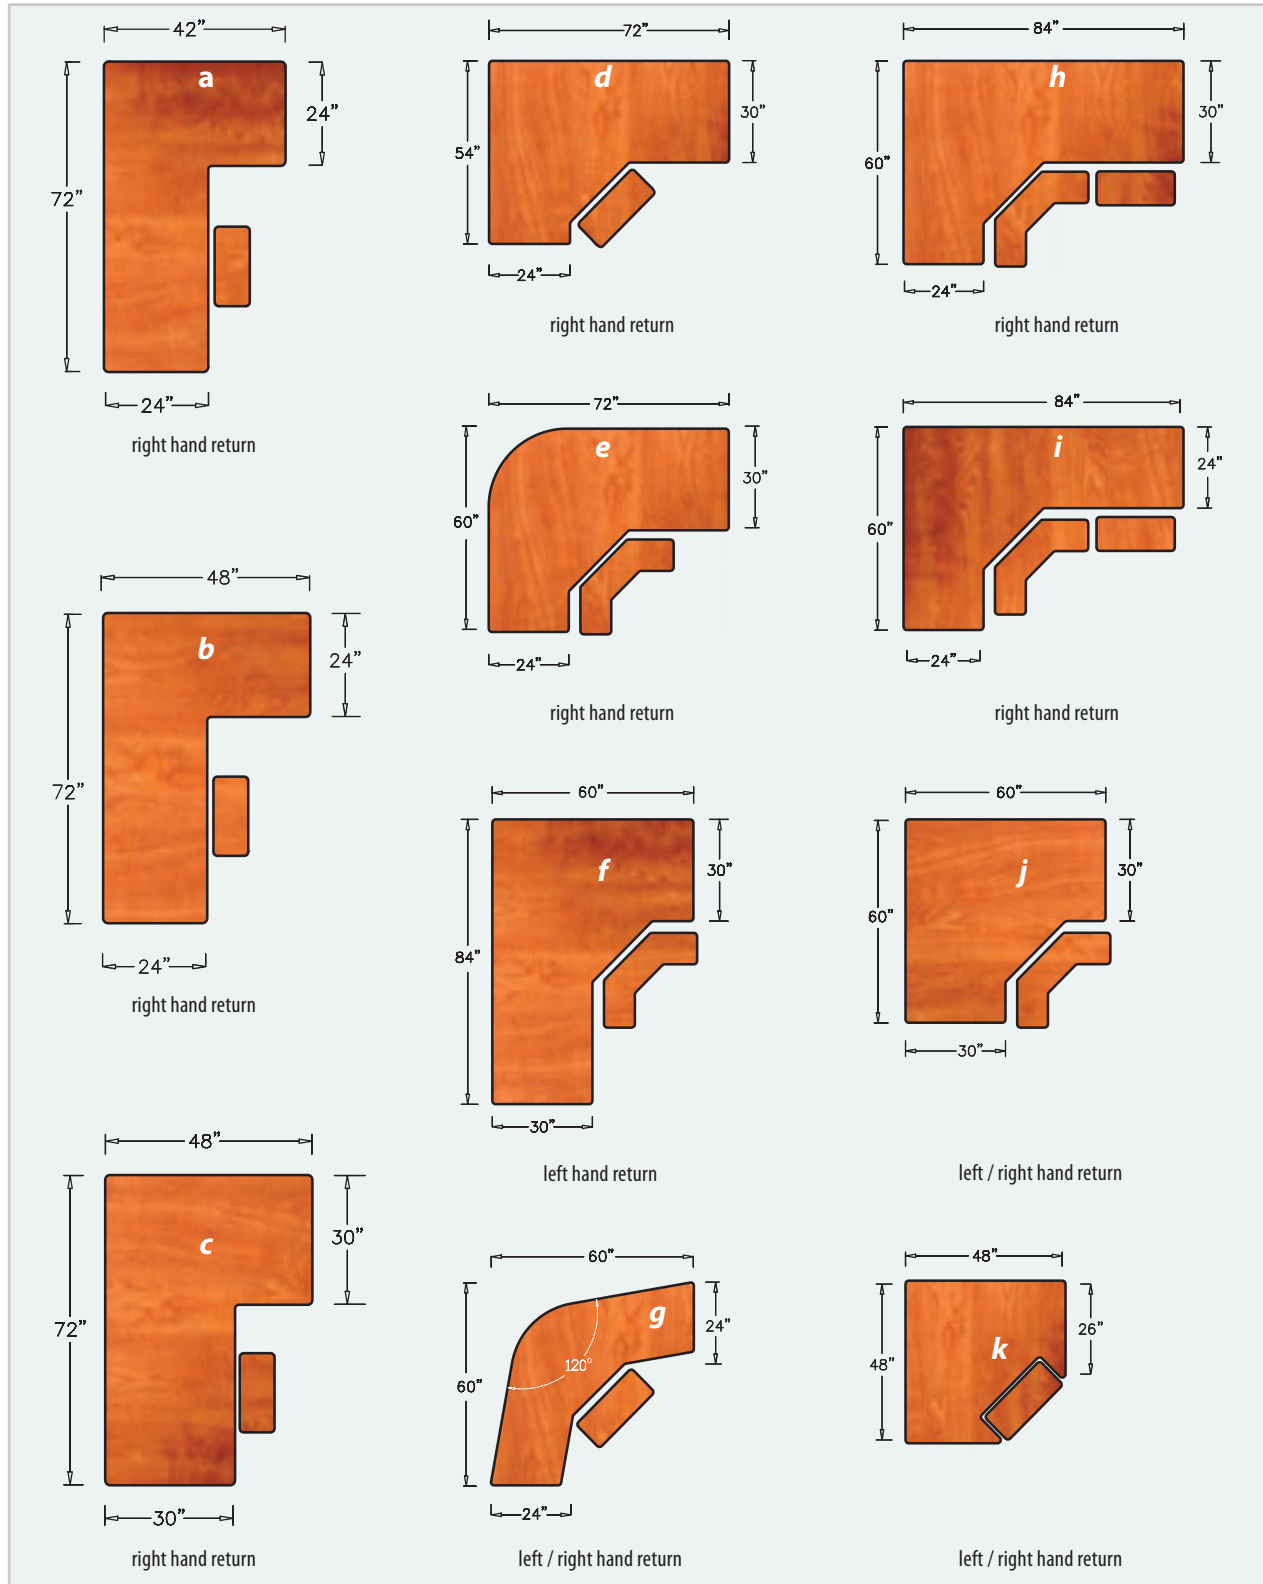 42”
a
24”
72”
24”
right hand return
48”
b
24”
72”
24”
right hand return
48”
c
30”
72”
30”
right hand return
72”
d
30”
54”
24”
right hand return
72”
e
30”
60”
24”
right hand return
60”
f
30”
84”
30”
left hand return
60”
g
24”
120°
60”
24”
left / right hand return
84”
h
30”
60”
24”
right hand return
84”
i
24”
60”
24”
right hand return
60”
j
30”
60”
30”
left / right hand return
48”
26”
k
48”
left / right hand return